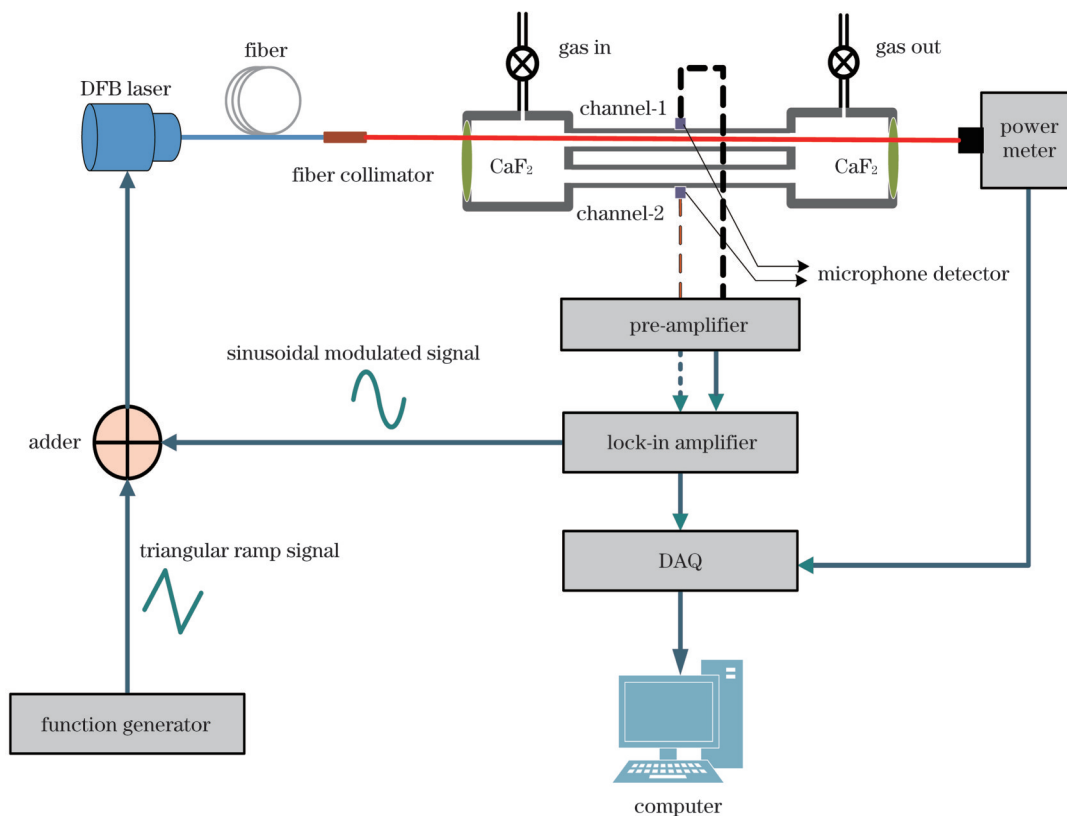 fiber
gas in
gas out
DFB laser
channel-1
power
meter
CaF₂
CaF₂
fiber collimator
channel-2
microphone detector
pre-amplifier
sinusoidal modulated signal
adder
lock-in amplifier
triangular ramp signal
DAQ
function generator
computer